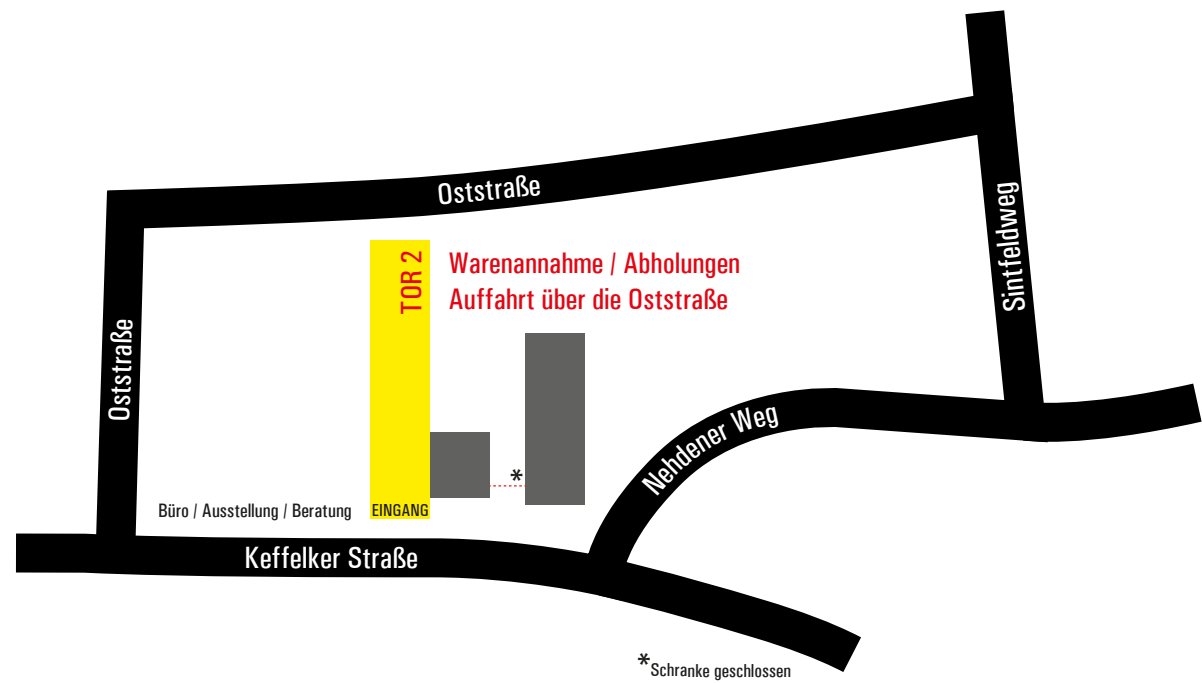 Oststraße
Sintfeldweg
TOR 2
Warenannahme / Abholungen
Auffahrt über die Oststraße
Oststraße
Nehdener Weg
*
Büro / Ausstellung / Beratung
EINGANG
Keffelker Straße
*Schranke geschlossen